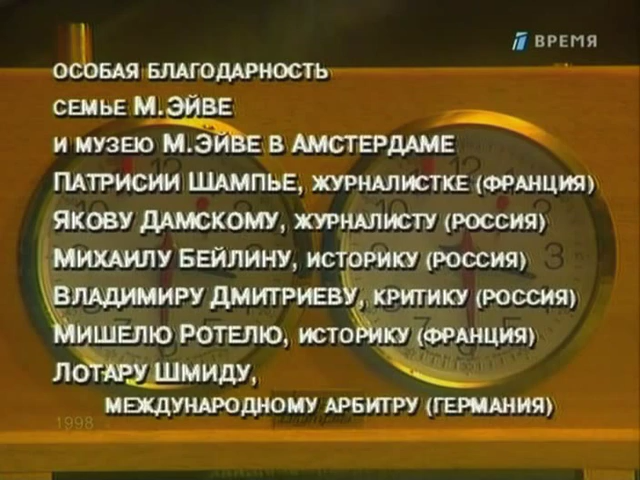 ВРЕМЯ
ОСОБАЯ БЛАГОДАРНОСТЬ
СЕМЬЕ М.ЭЙВЕ
И МУЗЕЮ М.ЭЙВЕ В АМСТЕРДАМЕ
ПАТРИСИИ ШАМПЬЕ, ЖУРНАЛИСТКЕ (ФРАНЦИЯ)
ЯКОВУ ДАМСКОМУ, ЖУРНАЛИСТУ (РОССИЯ)
МИХАИЛУ БЕЙЛИНУ, ИСТОРИКУ (РОССИЯ)
ВЛАДИМИРУ ДМИТРИЕВУ, КРИТИКУ (РОССИЯ)
МИШЕЛЮ РОТЕЛЮ, ИСТОРИКУ (ФРАНЦИЯ)
ЛОТАРУ ШМИДУ,
МЕЖДУНАРОДНОМУ АРБИТРУ (ГЕРМАНИЯ)
1998